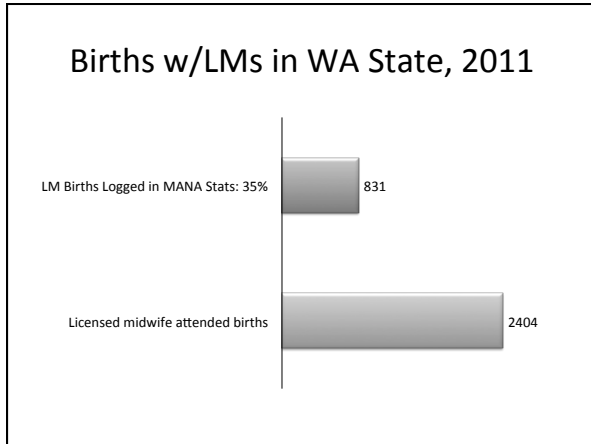 Births w/LMs in WA State, 2011
LM Births Logged in MANA Stats: 35%
831
Licensed midwife attended births
2404